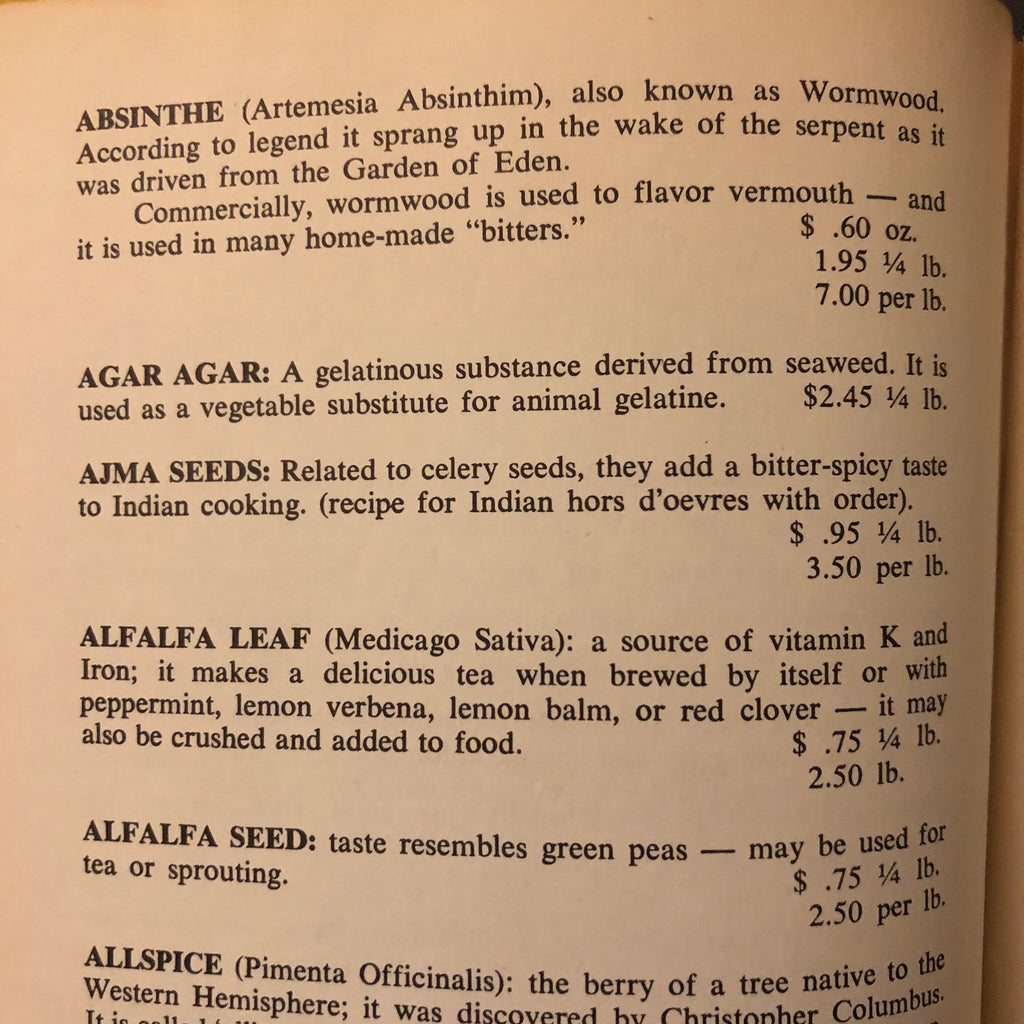 ABSINTHE (Artemesia Absinthim), also known as Wormwood.
According to legend it sprang up in the wake of the serpent as it
was driven from the Garden of Eden.
Commercially, wormwood is used to flavor vermouth — and
it is used in many home-made “bitters.” $ .60 oz.
1.95 ¼ lb.
7.00 per lb.
AGAR AGAR: A gelatinous substance derived from seaweed. It is
used as a vegetable substitute for animal gelatine. $2.45 ¼ lb.
AJMA SEEDS: Related to celery seeds, they add a bitter-spicy taste
to Indian cooking. (recipe for Indian hors d’oevres with order).
$ .95 ¼ lb.
3.50 per lb.
ALFALFA LEAF (Medicago Sativa): a source of vitamin K and
Iron; it makes a delicious tea when brewed by itself or with
peppermint, lemon verbena, lemon balm, or red clover — it may
also be crushed and added to food. $ .75 ¼ lb.
2.50 lb.
ALFALFA SEED: taste resembles green peas — may be used for
tea or sprouting. $ .75 ¼ lb.
2.50 per lb.
ALLSPICE (Pimenta Officinalis): the berry of a tree native to the
Western Hemisphere; it was discovered by Christopher Columbus.
It is